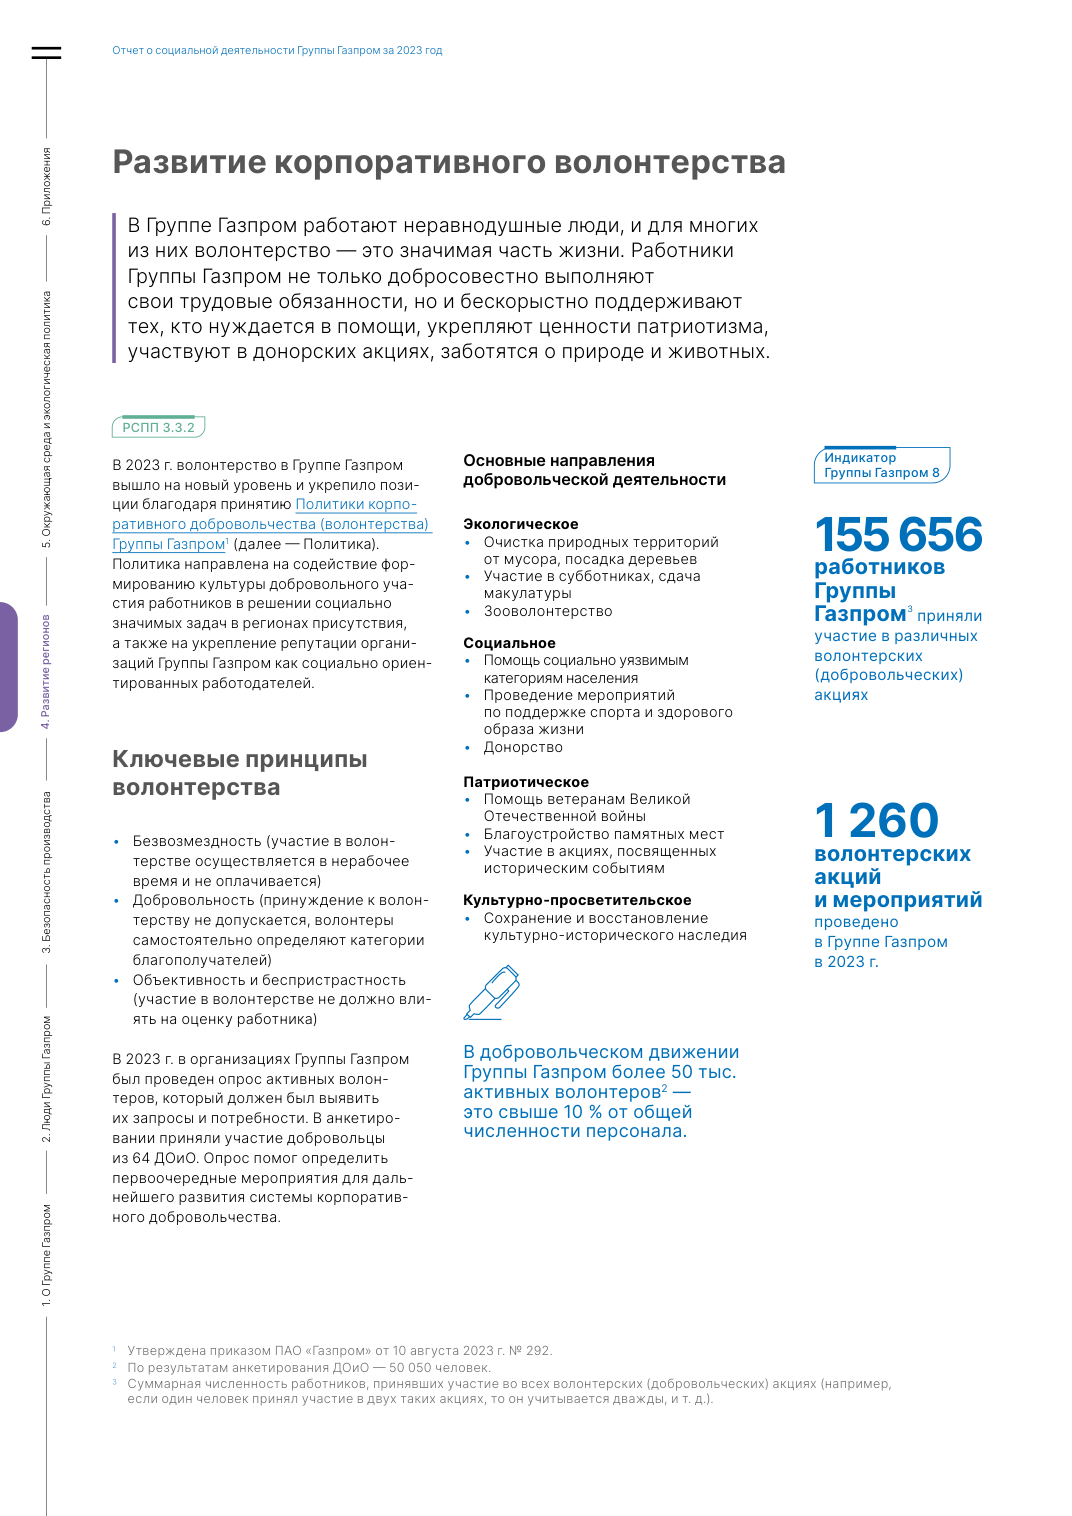 Отчет о социальной деятельности Группы Газпром за 2023 год
6. Приложения
5. Окружающая среда и экологическая политика
4. Развитие регионов
3. Безопасность производства
2. Люди Группы Газпром
1. О Группе Газпром
Развитие корпоративного волонтерства
В Группе Газпром работают неравнодушные люди, и для многих
из них волонтерство — это значимая часть жизни. Работники
Группы Газпром не только добросовестно выполняют
свои трудовые обязанности, но и бескорыстно поддерживают
тех, кто нуждается в помощи, укрепляют ценности патриотизма,
участвуют в донорских акциях, заботятся о природе и животных.
РСПП 3.3.2
В 2023 г. волонтерство в Группе Газпром
вышло на новый уровень и укрепило пози-
ции благодаря принятию Политики корпо-
ративного добровольчества (волонтерства)
Группы Газпром¹ (далее — Политика).
Политика направлена на содействие фор-
мированию культуры добровольного уча-
стия работников в решении социально
значимых задач в регионах присутствия,
а также на укрепление репутации органи-
заций Группы Газпром как социально ориен-
тированных работодателей.
Ключевые принципы
волонтерства
• Безвозмездность (участие в волон-
терстве осуществляется в нерабочее
время и не оплачивается)
• Добровольность (принуждение к волон-
терству не допускается, волонтеры
самостоятельно определяют категории
благополучателей)
• Объективность и беспристрастность
(участие в волонтерстве не должно вли-
ять на оценку работника)
В 2023 г. в организациях Группы Газпром
был проведен опрос активных волон-
теров, который должен был выявить
их запросы и потребности. В анкетиро-
вании приняли участие добровольцы
из 64 ДОиО. Опрос помог определить
первоочередные мероприятия для даль-
нейшего развития системы корпоратив-
ного добровольчества.
Основные направления
добровольческой деятельности
Экологическое
• Очистка природных территорий
от мусора, посадка деревьев
• Участие в субботниках, сдача
макулатуры
• Зооволонтерство
Социальное
• Помощь социально уязвимым
категориям населения
• Проведение мероприятий
по поддержке спорта и здорового
образа жизни
• Донорство
Патриотическое
• Помощь ветеранам Великой
Отечественной войны
• Благоустройство памятных мест
• Участие в акциях, посвященных
историческим событиям
Культурно-просветительское
• Сохранение и восстановление
культурно-исторического наследия
В добровольческом движении
Группы Газпром более 50 тыс.
активных волонтеров² —
это свыше 10 % от общей
численности персонала.
Индикатор
Группы Газпром 8
155 656
работников
Группы
Газпром³ приняли
участие в различных
волонтерских
(добровольческих)
акциях
1 260
волонтерских
акций
и мероприятий
проведено
в Группе Газпром
в 2023 г.
¹ Утверждена приказом ПАО «Газпром» от 10 августа 2023 г. № 292.
² По результатам анкетирования ДОиО — 50 050 человек.
³ Суммарная численность работников, принявших участие во всех волонтерских (добровольческих) акциях (например,
если один человек принял участие в двух таких акциях, то он учитывается дважды, и т. д.).